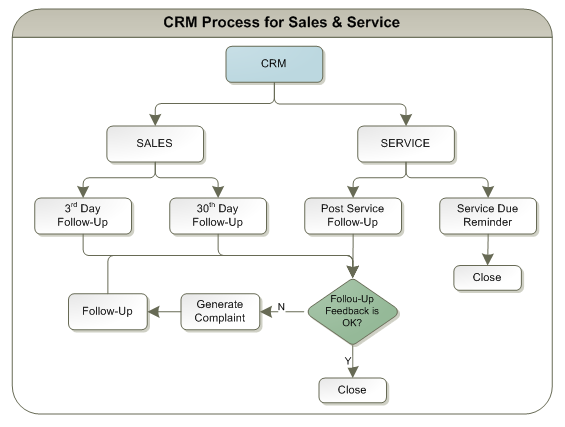 CRM Process for Sales & Service
CRM
SALES
SERVICE
3rd Day
Follow-Up
30th Day
Follow-Up
Post Service
Follow-Up
Service Due
Reminder
Close
Follow-Up
Generate
Complaint
N
Follou-Up
Feedback is
OK?
Y
Close